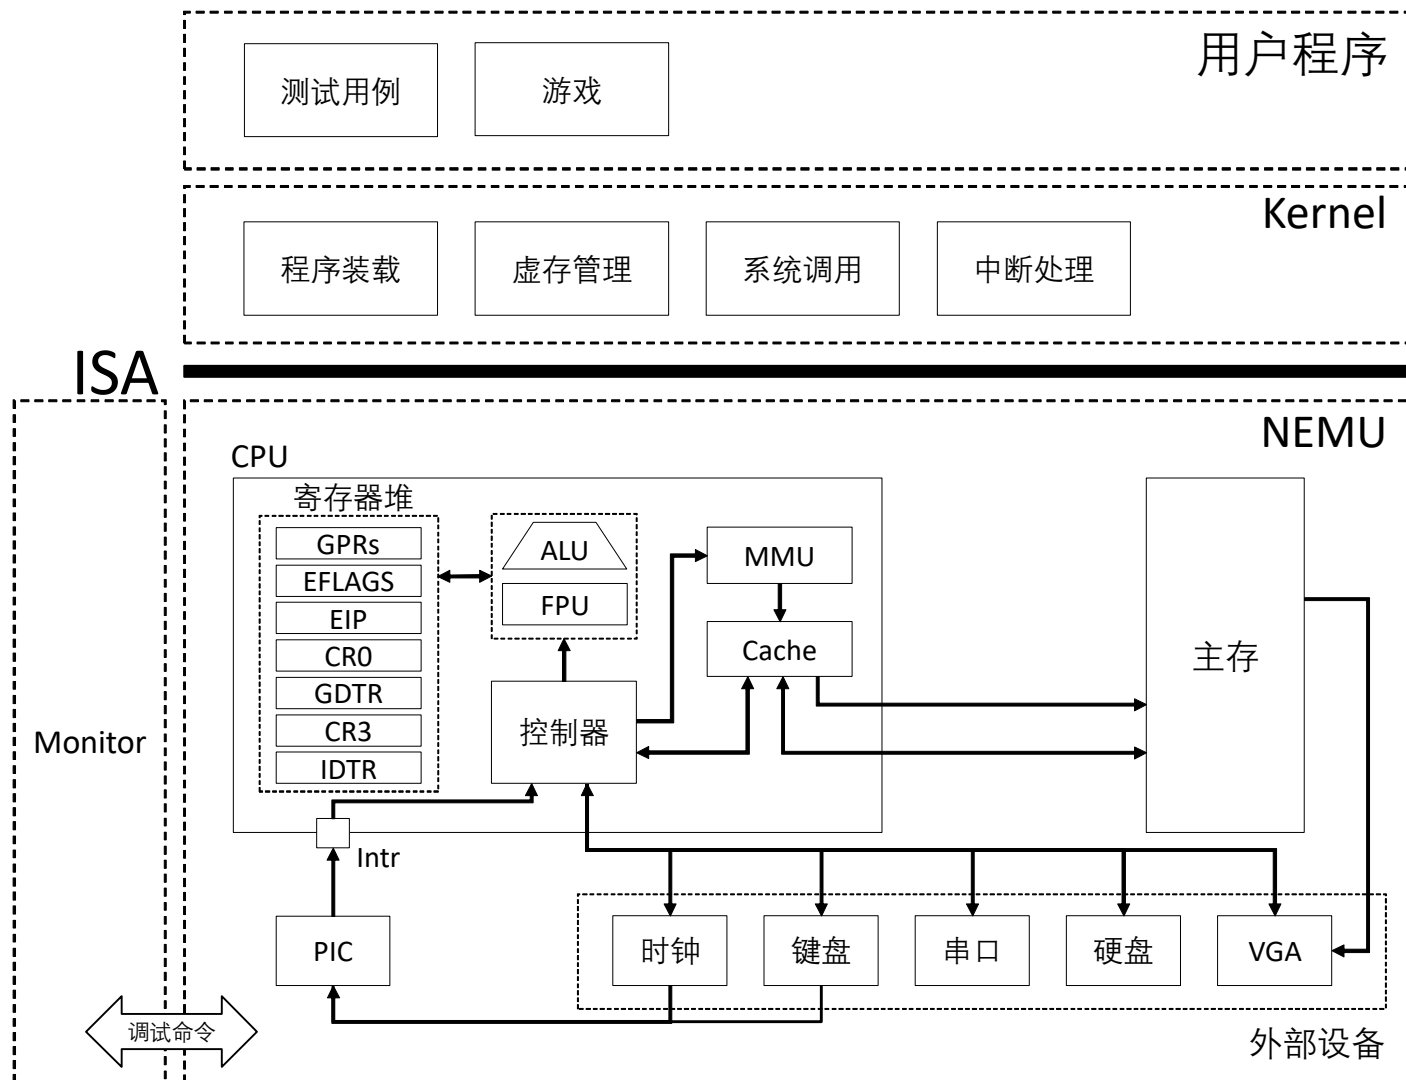 用户程序
测试用例
游戏
Kernel
程序装载
虚存管理
系统调用
中断处理
ISA
NEMU
CPU
寄存器堆
GPRs
EFLAGS
EIP
CR0
GDTR
CR3
IDTR
ALU
FPU
MMU
Cache
控制器
主存
Monitor
Intr
PIC
时钟
键盘
串口
硬盘
VGA
调试命令
外部设备